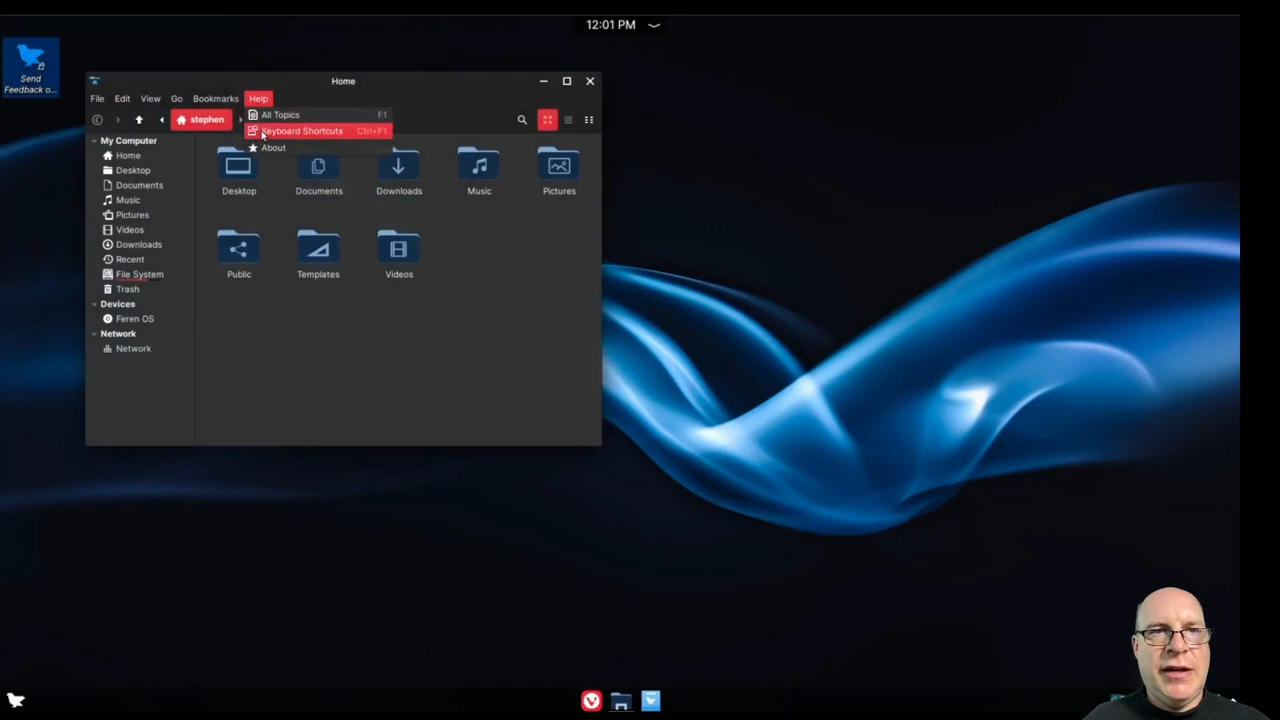 12:01 PM
Send
Feedback o...
Home
File Edit View Go Bookmarks Help
stephen
All Topics F1
Keyboard Shortcuts Ctrl+F1
About
My Computer
Home
Desktop
Documents
Music
Pictures
Videos
Downloads
Recent
File System
Trash
Devices
Feren OS
Network
Network
Desktop Documents Downloads Music Pictures
Public Templates Videos